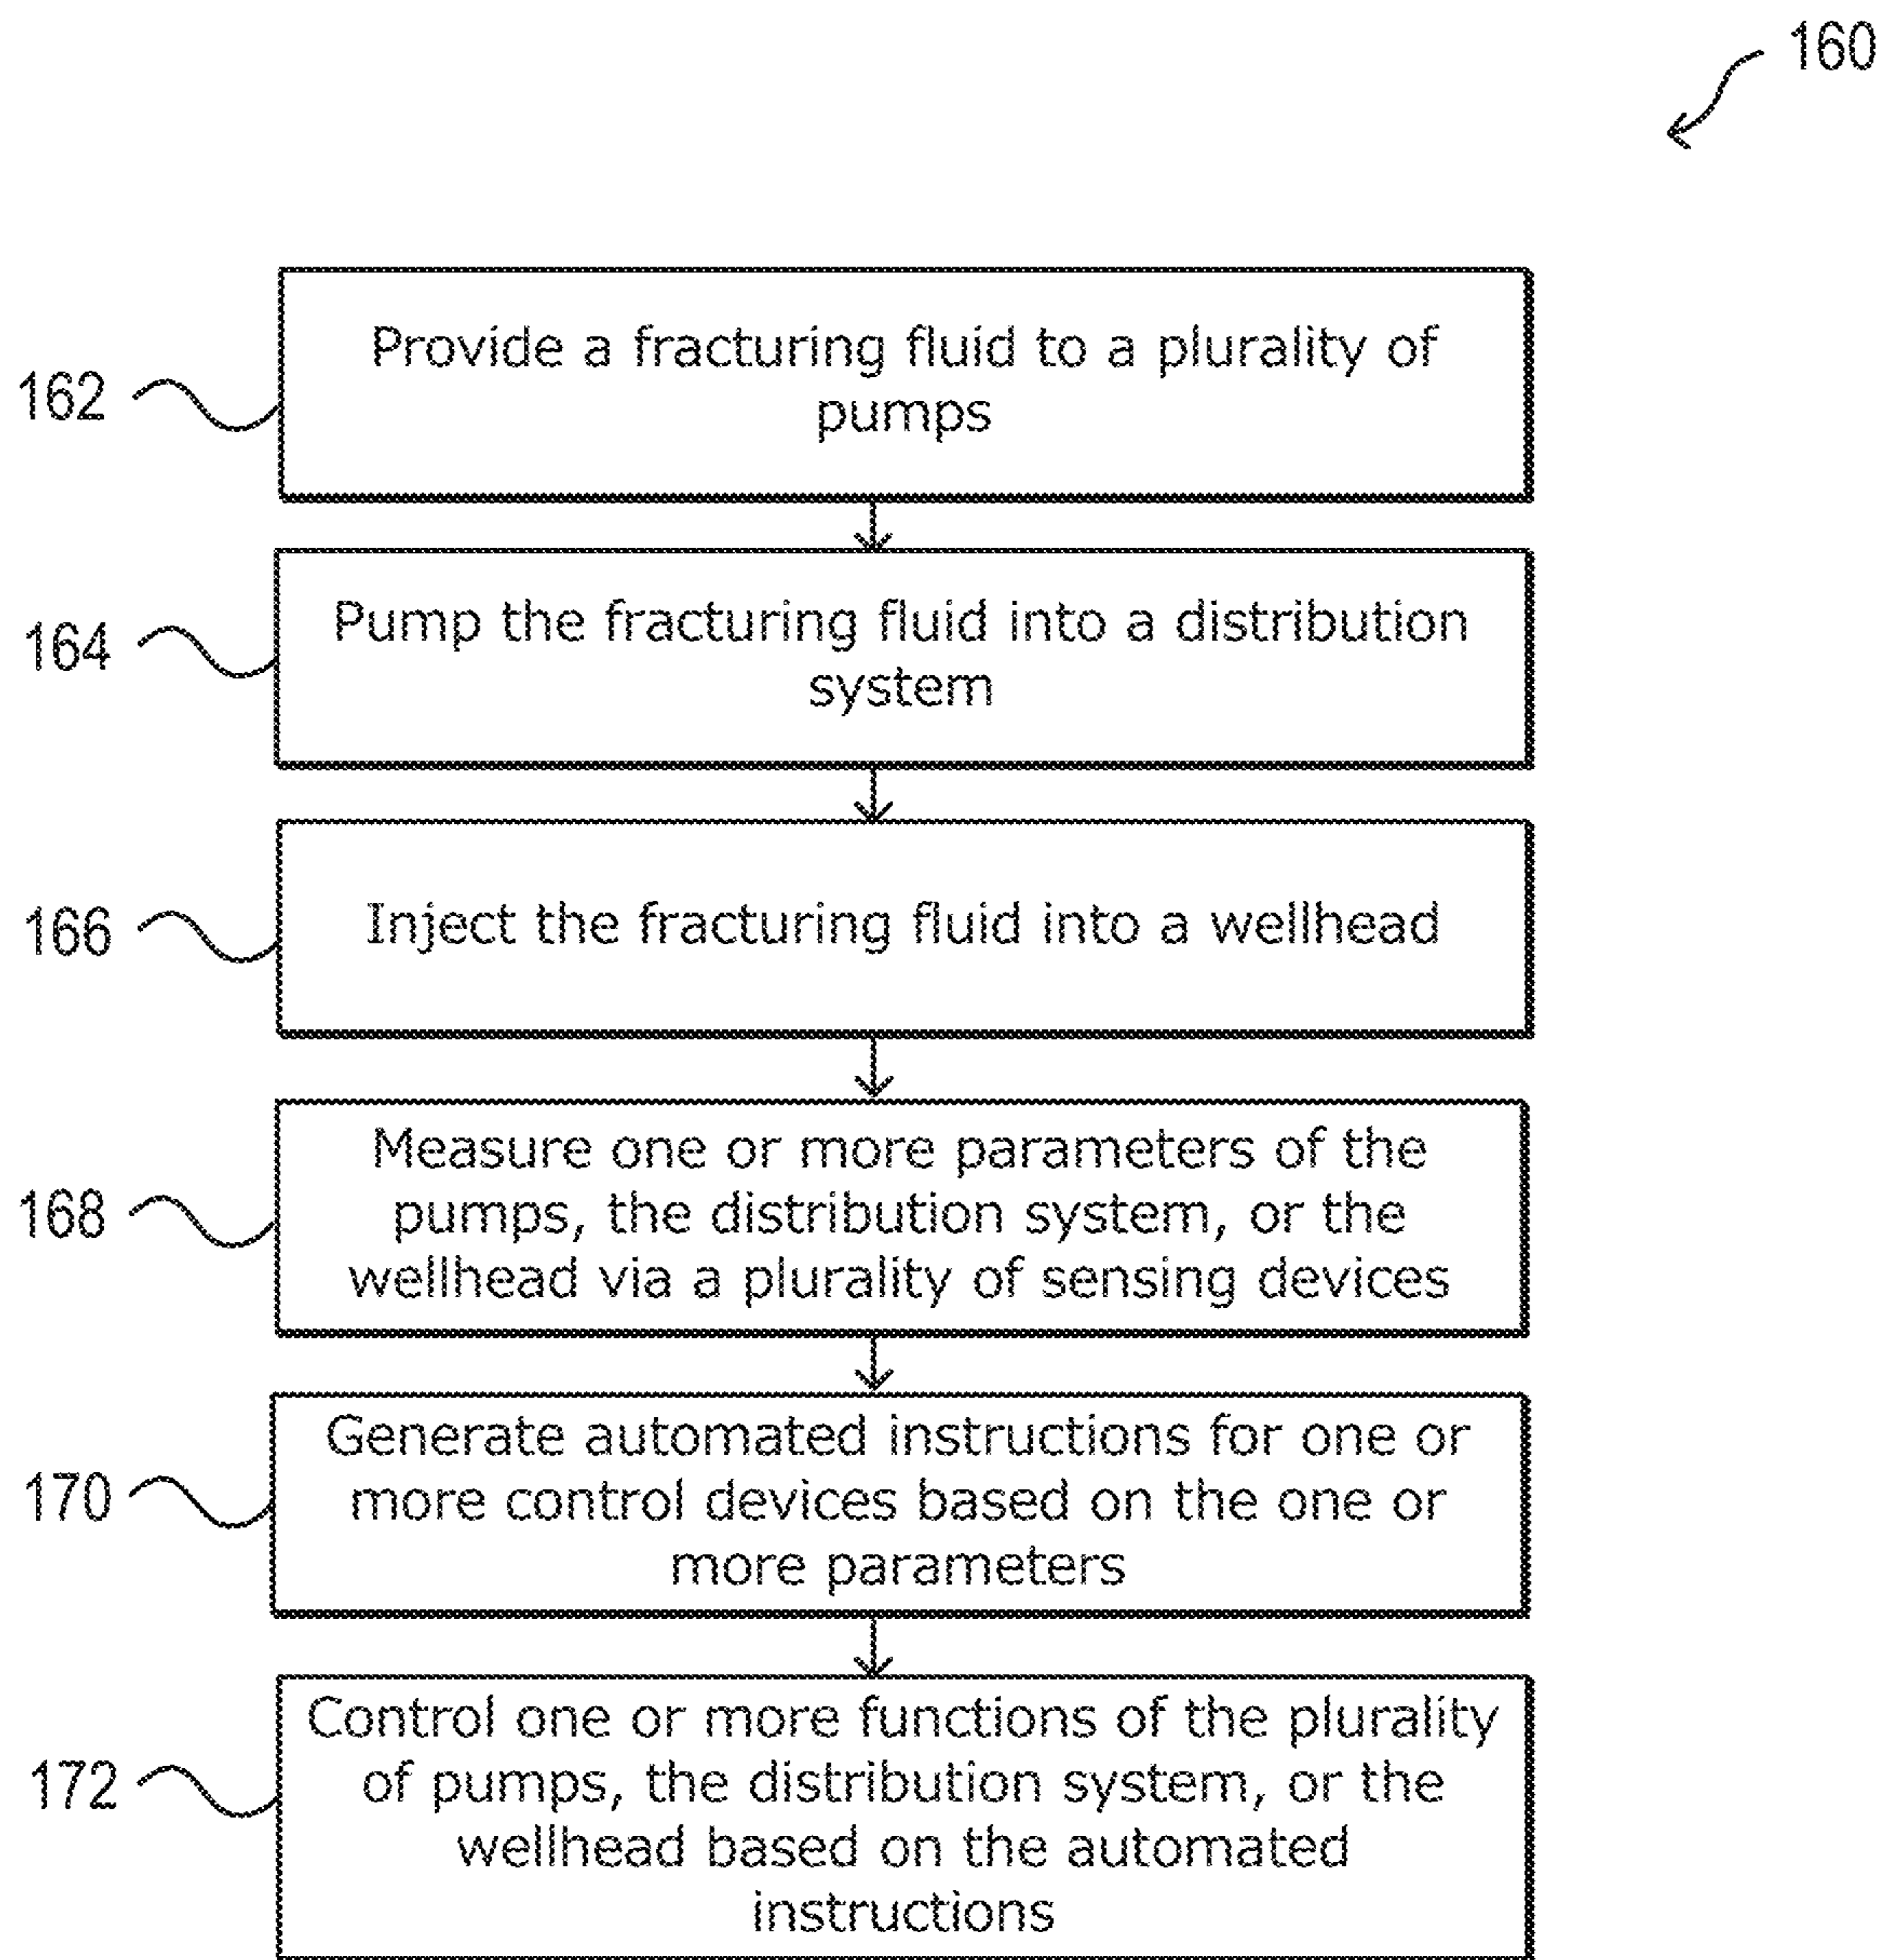 160
162
Provide a fracturing fluid to a plurality of
pumps
164
Pump the fracturing fluid into a distribution
system
166
Inject the fracturing fluid into a wellhead
168
Measure one or more parameters of the
pumps, the distribution system, or the
wellhead via a plurality of sensing devices
170
Generate automated instructions for one or
more control devices based on the one or
more parameters
172
Control one or more functions of the plurality
of pumps, the distribution system, or the
wellhead based on the automated
instructions